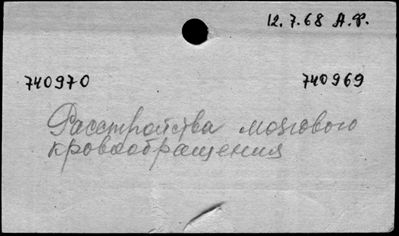 12.7.68 А.Ф.
740970 740969
Расстройства мозгового
кровообращения